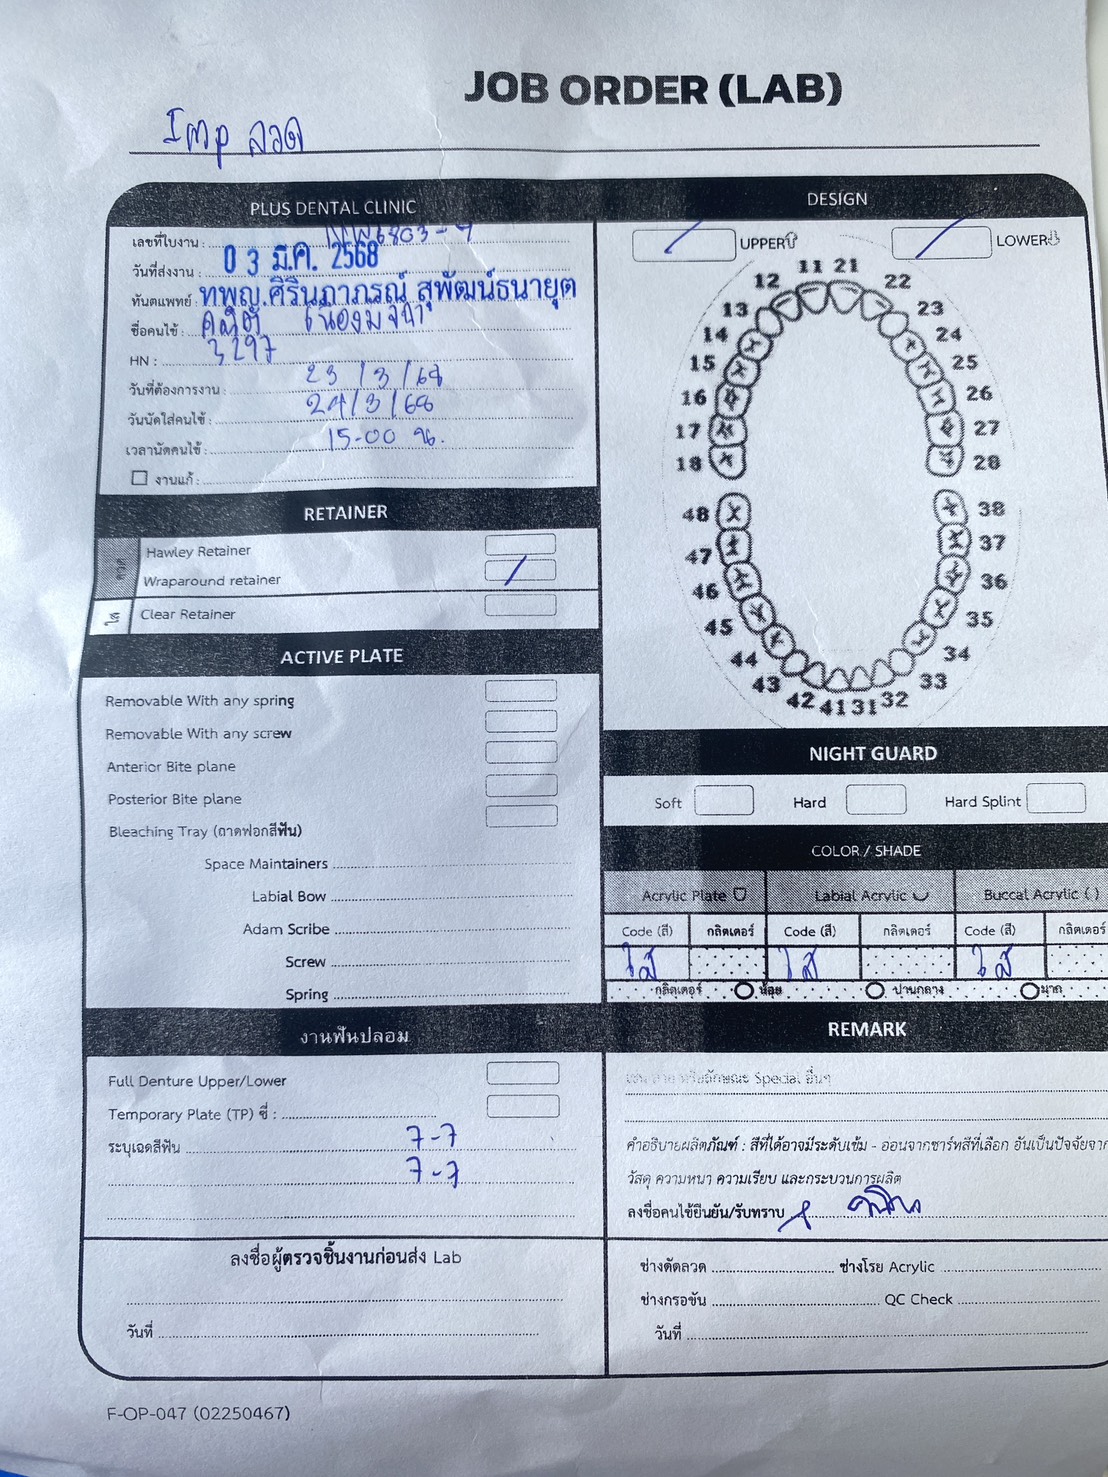 JOB ORDER (LAB)
Imp ลวด
PLUS DENTAL CLINIC
เลขที่ใบงาน :
วันที่ส่งงาน : 0 3 มี.ค. 2568
ทันตแพทย์ : ทพญ.ศิรินภาภรณ์ สุพัฒน์ธนายุต
ชื่อคนไข้ :
HN : 3297
วันที่ต้องการงาน : 23 / 3 / 68
วันนัดใส่คนไข้ : 24 / 3 / 68
เวลานัดคนไข้ : 15-00 น.
งานแก้ :
RETAINER
ลวด
Hawley Retainer
Wraparound retainer /
ใส
Clear Retainer
ACTIVE PLATE
Removable With any spring
Removable With any screw
Anterior Bite plane
Posterior Bite plane
Bleaching Tray (ถาดฟอกสีฟัน)
Space Maintainers
Labial Bow
Adam Scribe
Screw
Spring
งานฟันปลอม
Full Denture Upper/Lower
Temporary Plate (TP) ซี่ :
ระบุเฉดสีฟัน 7-7
7-7
ลงชื่อผู้ตรวจชิ้นงานก่อนส่ง Lab
วันที่
DESIGN
/ UPPER / LOWER
11 21
12 22
13 23
14 24
15 25
16 26
17 27
18 28
48 38
47 37
46 36
45 35
44 34
43 33
42 41 31 32
NIGHT GUARD
Soft Hard Hard Splint
COLOR / SHADE
Acrylic Plate Labial Acrylic Buccal Acrylic ( )
Code (สี) กลิตเตอร์ Code (สี) กลิตเตอร์ Code (สี) กลิตเตอร์
ใส ใส ใส
กลิตเตอร์ น้อย ปานกลาง มาก
REMARK
Special อื่นๆ
คำอธิบายผลิตภัณฑ์ : สีที่ได้อาจมีระดับเข้ม - ออนจากชาร์ทสีที่เลือก อันเป็นปัจจัยจาก
วัสดุ ความหนา ความเรียบ และกระบวนการผลิต
ลงชื่อคนไข้ยืนยัน/รับทราบ
ช่างดัดลวด ช่างโรย Acrylic
ช่างกรอขัน QC Check
วันที่
F-OP-047 (02250467)